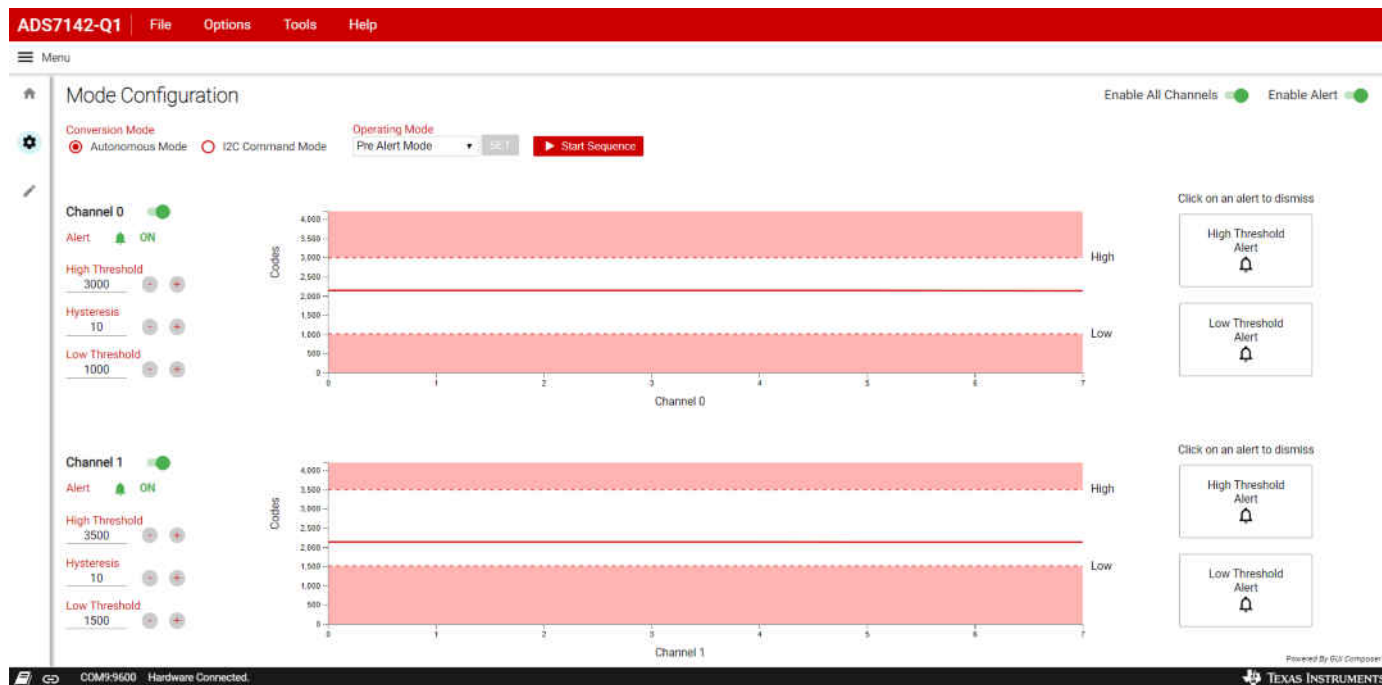 ADS7142-Q1 File Options Tools Help
Menu
Mode Configuration
Enable All Channels Enable Alert
Conversion Mode
Autonomous Mode I2C Command Mode
Operating Mode
Pre Alert Mode SET Start Sequence
Channel 0
Alert ON
High Threshold
3000 - +
Hysteresis
10 - +
Low Threshold
1000 - +
Codes
4,000
3,500
3,000
2,500
2,000
1,500
1,000
500
0
0 1 2 3 4 5 6 7
Channel 0
High
Low
Click on an alert to dismiss
High Threshold
Alert
Low Threshold
Alert
Channel 1
Alert ON
High Threshold
3500 - +
Hysteresis
10 - +
Low Threshold
1500 - +
Codes
4,000
3,500
3,000
2,500
2,000
1,500
1,000
500
0
0 1 2 3 4 5 6 7
Channel 1
High
Low
Click on an alert to dismiss
High Threshold
Alert
Low Threshold
Alert
Powered By GUI Composer
COM9:9600 Hardware Connected.
TEXAS INSTRUMENTS